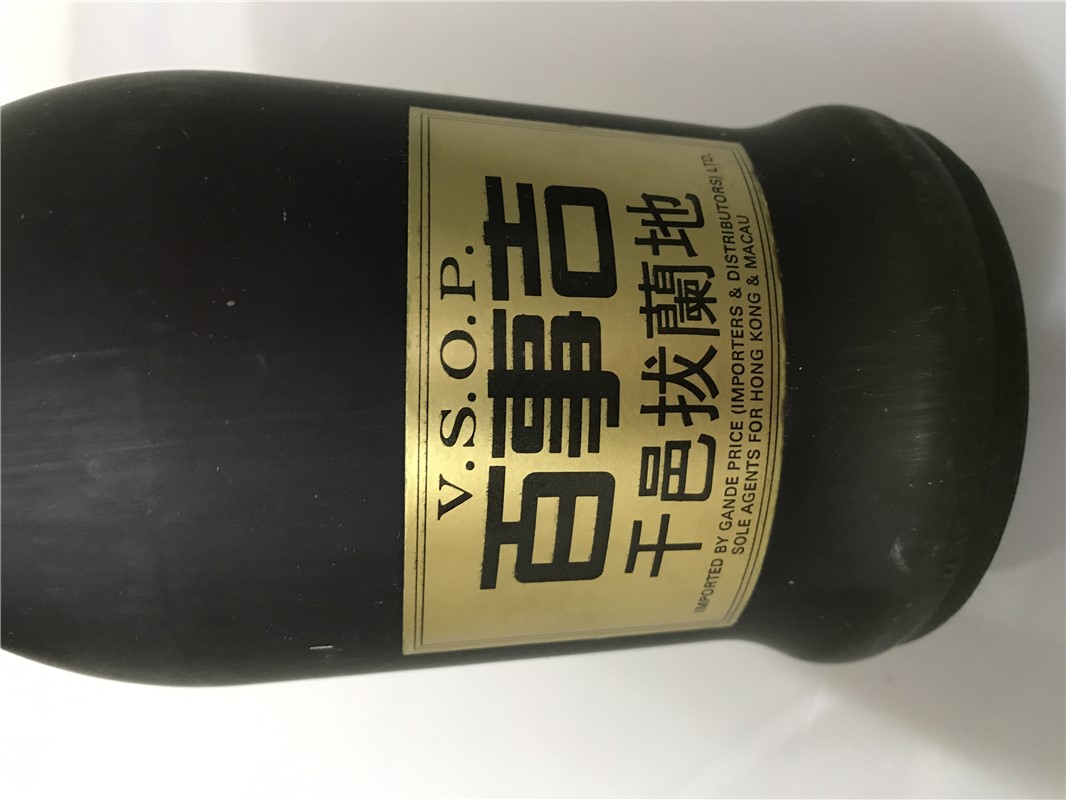 V.S.O.P.
百事吉
干邑拔蘭地
IMPORTED BY GANDE PRICE (IMPORTERS & DISTRIBUTORS) LTD.
SOLE AGENTS FOR HONG KONG & MACAU